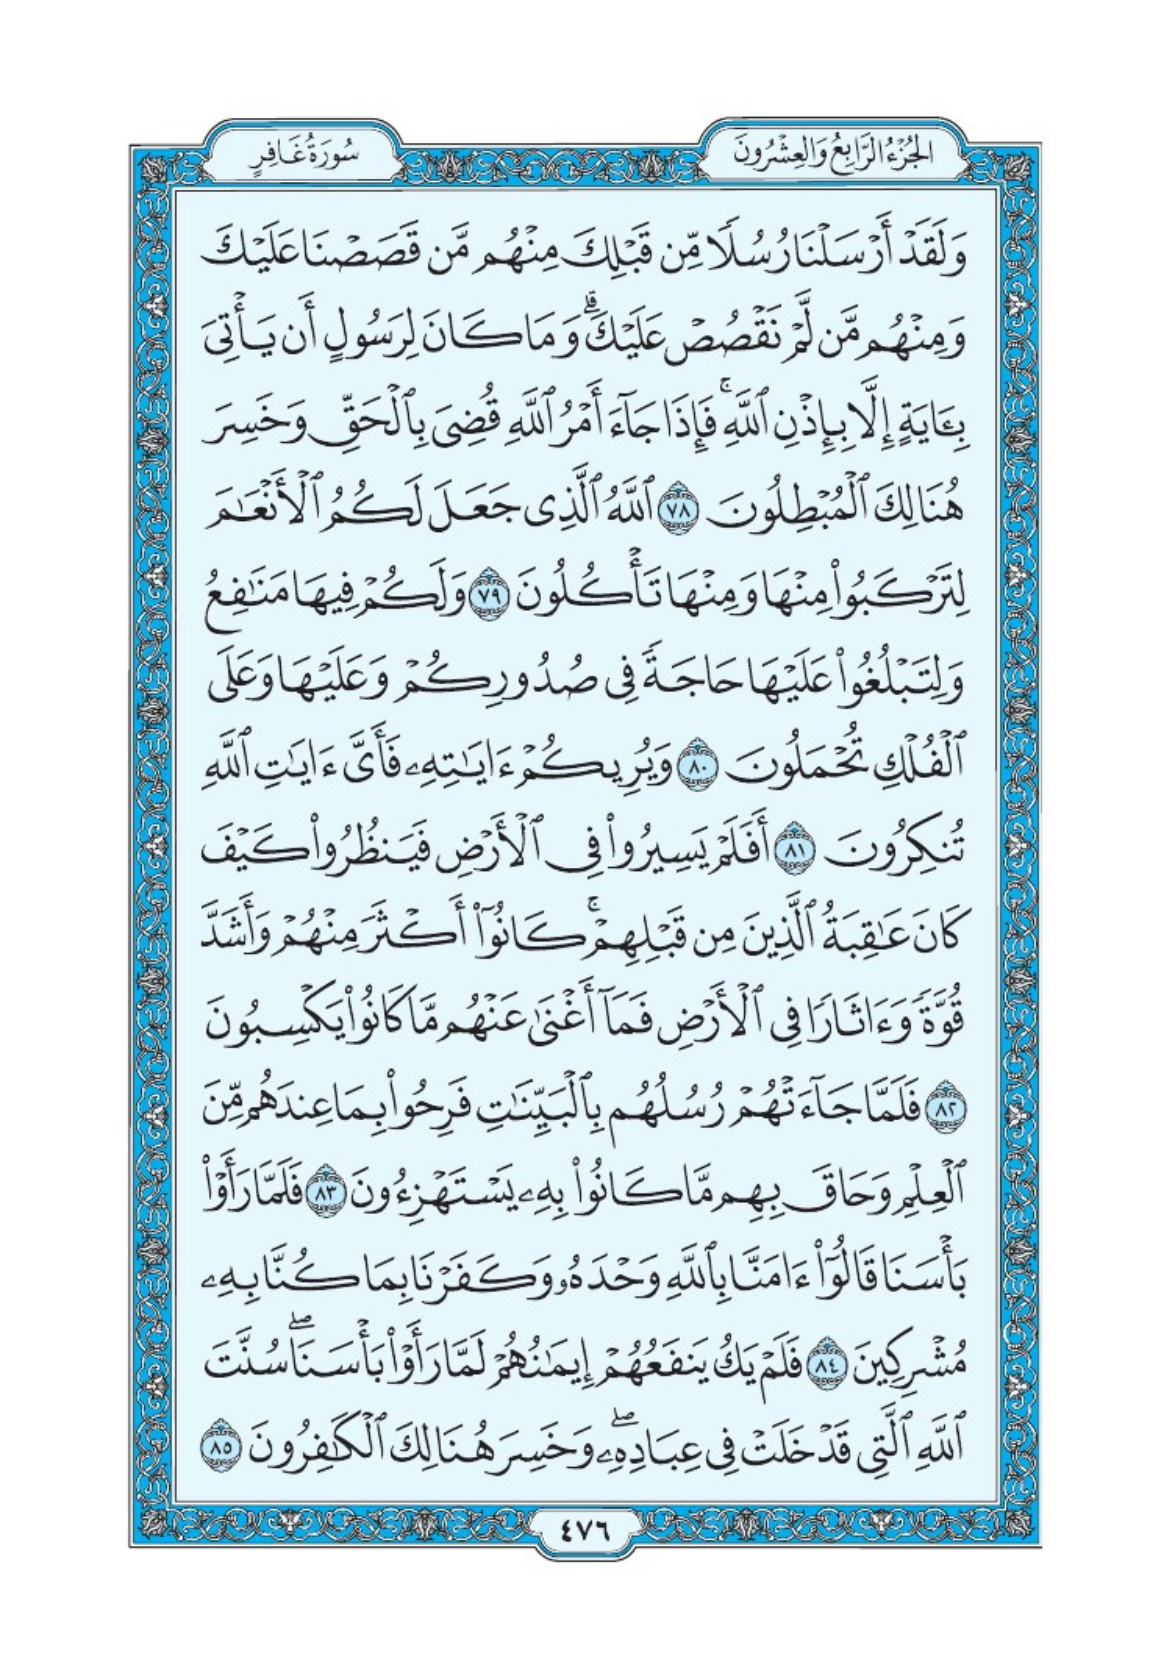 الجُزْءُ الرَّابِعُ وَالعِشْرُونَ
سُورَةُ غَافِرٍ
وَلَقَدْ أَرْسَلْنَا رُسُلًا مِّن قَبْلِكَ مِنْهُم مَّن قَصَصْنَا عَلَيْكَ
وَمِنْهُم مَّن لَّمْ نَقْصُصْ عَلَيْكَۗ وَمَا كَانَ لِرَسُولٍ أَن يَأْتِىَ
بِـَٔايَةٍ إِلَّا بِإِذْنِ ٱللَّهِۚ فَإِذَا جَآءَ أَمْرُ ٱللَّهِ قُضِىَ بِٱلْحَقِّ وَخَسِرَ
هُنَالِكَ ٱلْمُبْطِلُونَ ٧٨ ٱللَّهُ ٱلَّذِى جَعَلَ لَكُمُ ٱلْأَنْعَٰمَ
لِتَرْكَبُوا۟ مِنْهَا وَمِنْهَا تَأْكُلُونَ ٧٩ وَلَكُمْ فِيهَا مَنَٰفِعُ
وَلِتَبْلُغُوا۟ عَلَيْهَا حَاجَةً فِى صُدُورِكُمْ وَعَلَيْهَا وَعَلَى
ٱلْفُلْكِ تُحْمَلُونَ ٨٠ وَيُرِيكُمْ ءَايَٰتِهِۦ فَأَىَّ ءَايَٰتِ ٱللَّهِ
تُنكِرُونَ ٨١ أَفَلَمْ يَسِيرُوا۟ فِى ٱلْأَرْضِ فَيَنظُرُوا۟ كَيْفَ
كَانَ عَٰقِبَةُ ٱلَّذِينَ مِن قَبْلِهِمْۚ كَانُوٓا۟ أَكْثَرَ مِنْهُمْ وَأَشَدَّ
قُوَّةً وَءَاثَارًا فِى ٱلْأَرْضِ فَمَآ أَغْنَىٰ عَنْهُم مَّا كَانُوا۟ يَكْسِبُونَ
٨٢ فَلَمَّا جَآءَتْهُمْ رُسُلُهُم بِٱلْبَيِّنَٰتِ فَرِحُوا۟ بِمَا عِندَهُم مِّنَ
ٱلْعِلْمِ وَحَاقَ بِهِم مَّا كَانُوا۟ بِهِۦ يَسْتَهْزِءُونَ ٨٣ فَلَمَّا رَأَوْا۟
بَأْسَنَا قَالُوٓا۟ ءَامَنَّا بِٱللَّهِ وَحْدَهُۥ وَكَفَرْنَا بِمَا كُنَّا بِهِۦ
مُشْرِكِينَ ٨٤ فَلَمْ يَكُ يَنفَعُهُمْ إِيمَٰنُهُمْ لَمَّا رَأَوْا۟ بَأْسَنَاۖ سُنَّتَ
ٱللَّهِ ٱلَّتِى قَدْ خَلَتْ فِى عِبَادِهِۦۖ وَخَسِرَ هُنَالِكَ ٱلْكَٰفِرُونَ ٨٥
٤٧٦